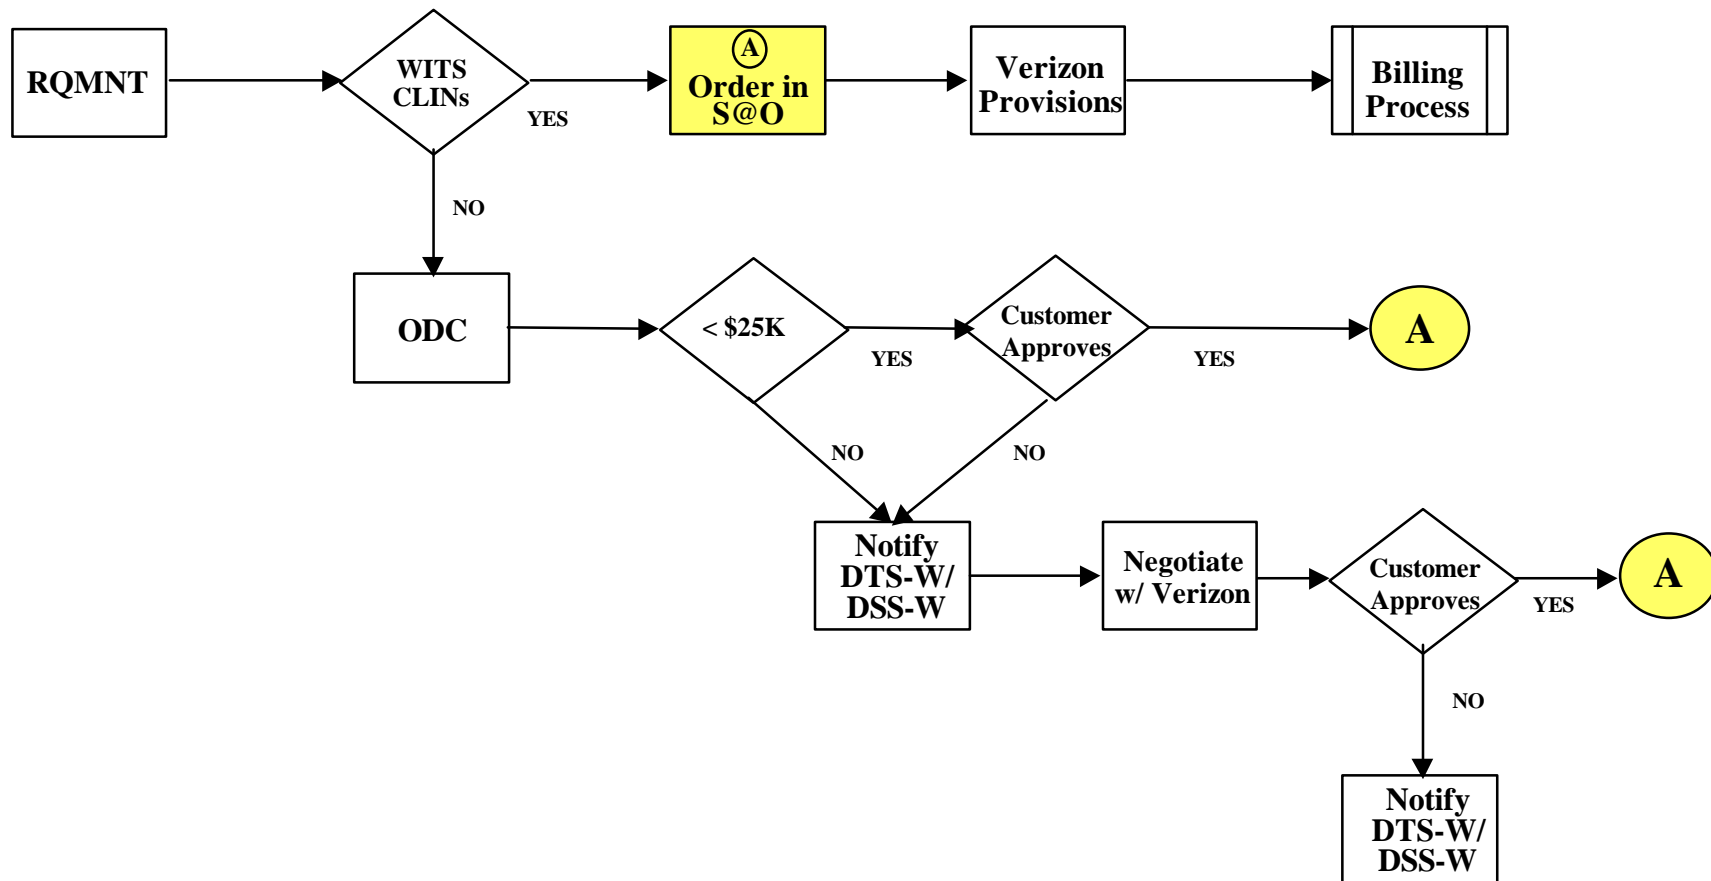 RQMNT
WITS
CLINs
YES
A
Order in
S@O
Verizon
Provisions
Billing
Process
NO
ODC
< $25K
YES
Customer
Approves
YES
A
NO
NO
Notify
DTS-W/
DSS-W
Negotiate
w/ Verizon
Customer
Approves
YES
A
NO
Notify
DTS-W/
DSS-W